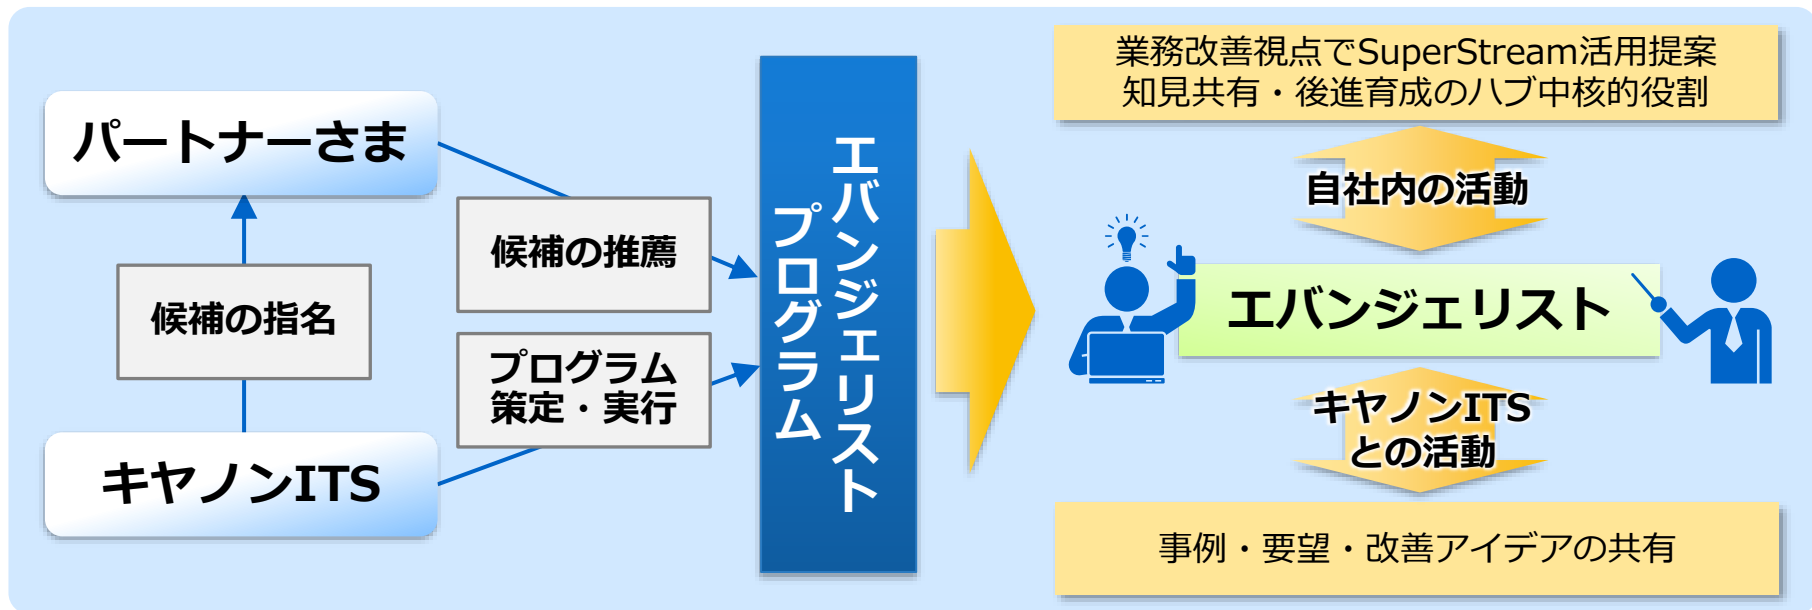 パートナーさま
候補の指名
キヤノンITS
候補の推薦
プログラム
策定・実行
エバンジェリスト
プログラム
業務改善視点でSuperStream活用提案
知見共有・後進育成のハブ中核的役割
自社内の活動
エバンジェリスト
キヤノンITS
との活動
事例・要望・改善アイデアの共有